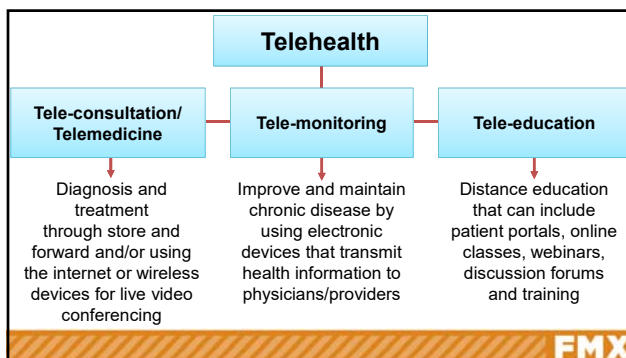 Telehealth
Tele-consultation/
Telemedicine
Diagnosis and
treatment
through store and
forward and/or using
the internet or wireless
devices for live video
conferencing
Tele-monitoring
Improve and maintain
chronic disease by
using electronic
devices that transmit
health information to
physicians/providers
Tele-education
Distance education
that can include
patient portals, online
classes, webinars,
discussion forums
and training
FMX